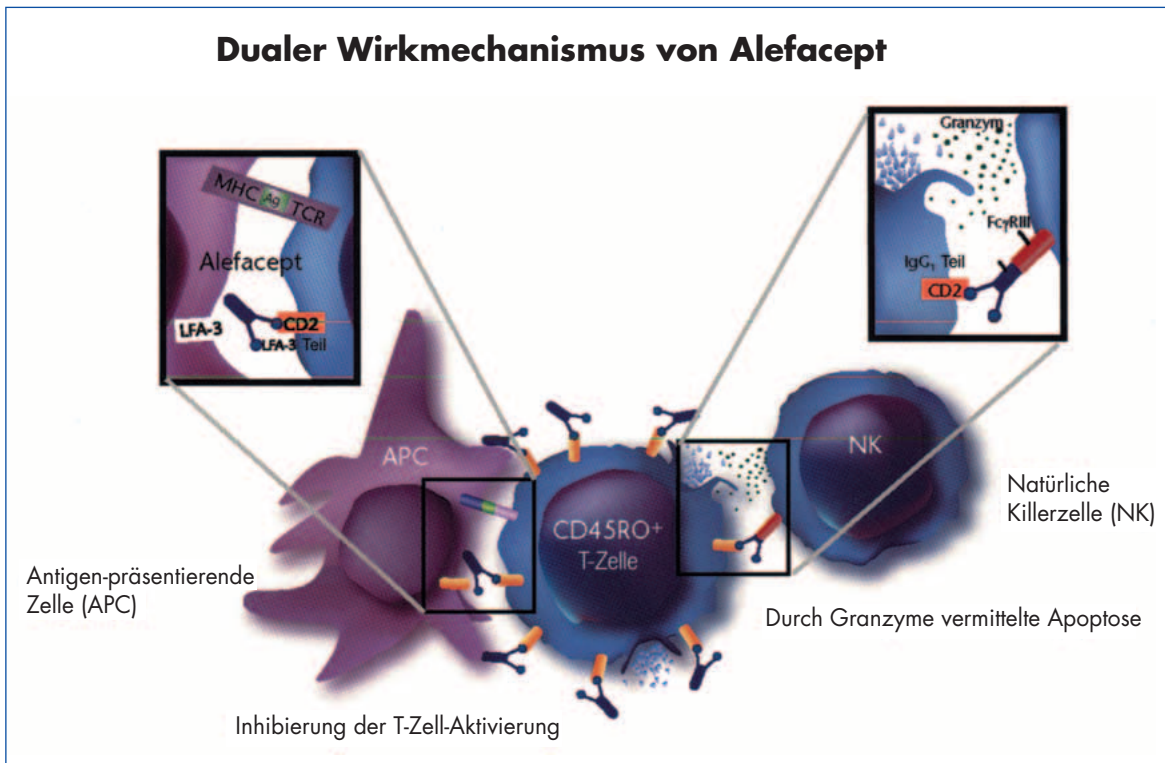 Dualer Wirkmechanismus von Alefacept
MHC Ag TCR
Alefacept
LFA-3
CD2
LFA-3 Teil
Granzym
FcγRIII
IgG₁ Teil
CD2
APC
CD45RO⁺
T-Zelle
NK
Natürliche
Killerzelle (NK)
Antigen-präsentierende
Zelle (APC)
Durch Granzyme vermittelte Apoptose
Inhibierung der T-Zell-Aktivierung